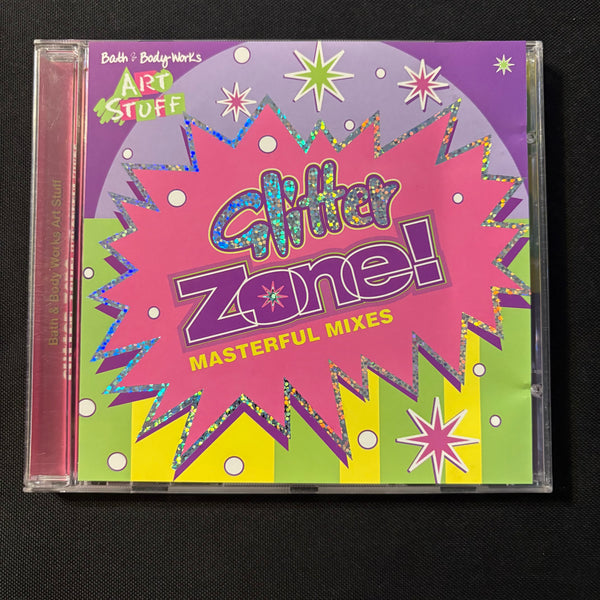 Bath & Body Works
ART
STUFF
Glitter
Zone!
MASTERFUL MIXES
Bath & Body Works Art Stuff